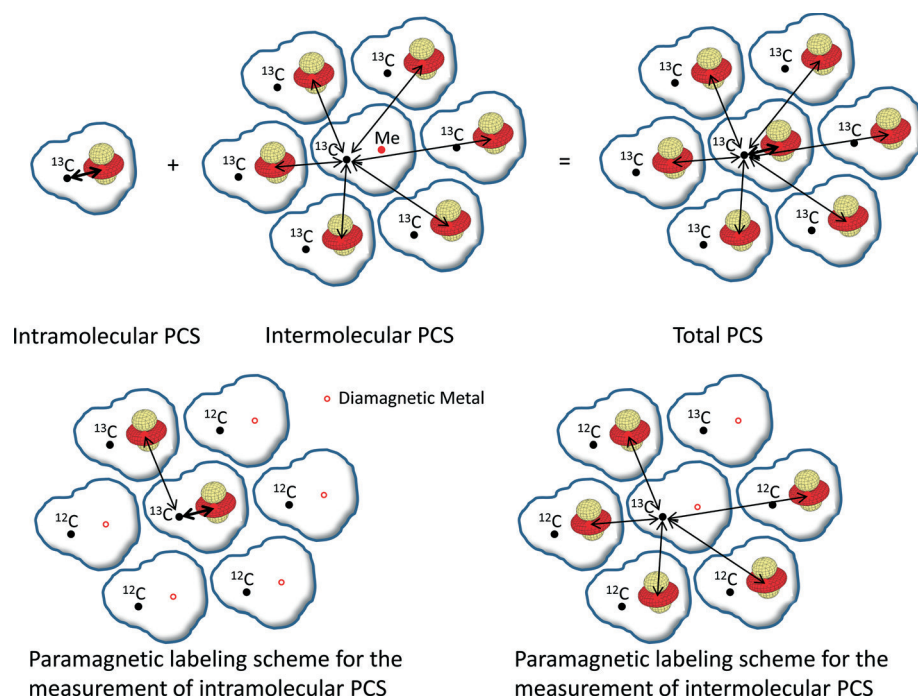 ¹³C
¹³C
¹³C
¹³C
+
¹³C
¹³C
Me
¹³C
¹³C
¹³C
=
¹³C
¹³C
¹³C
¹³C
¹³C
¹³C
¹³C
Intramolecular PCS
Intermolecular PCS
Total PCS
¹³C
¹²C
¹²C
¹³C
¹²C
¹²C
¹²C
Diamagnetic Metal
¹²C
¹³C
¹²C
¹³C
¹²C
¹²C
¹²C
Paramagnetic labeling scheme for the
measurement of intramolecular PCS
Paramagnetic labeling scheme for the
measurement of intermolecular PCS